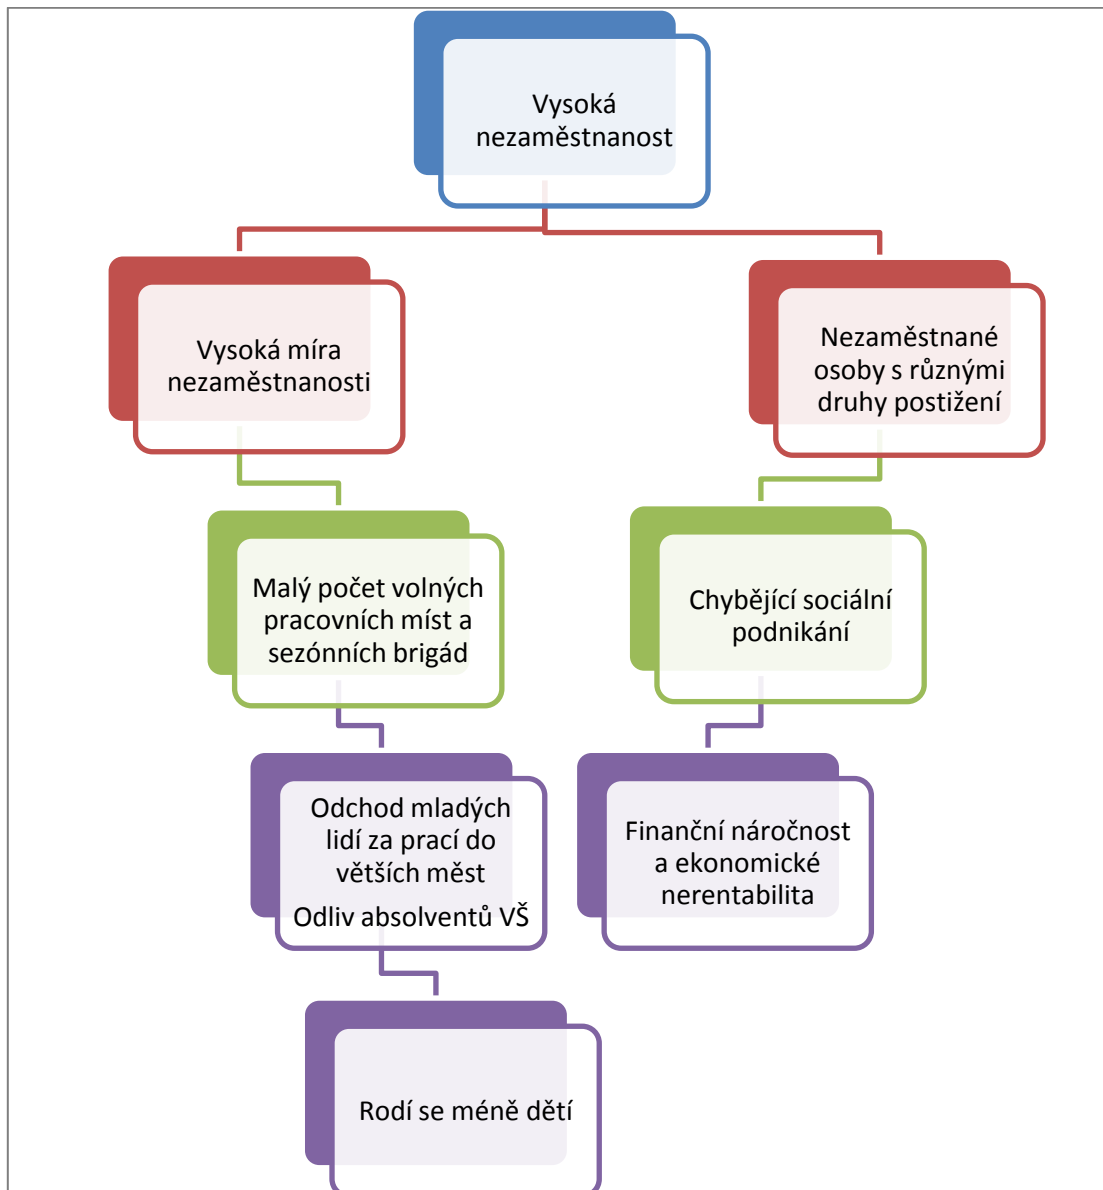 Vysoká
nezaměstnanost
Vysoká míra
nezaměstnanosti
Nezaměstnané
osoby s různými
druhy postižení
Malý počet volných
pracovních míst a
sezónních brigád
Chybějící sociální
podnikání
Odchod mladých
lidí za prací do
větších měst
Odliv absolventů VŠ
Finanční náročnost
a ekonomické
nerentabilita
Rodí se méně dětí